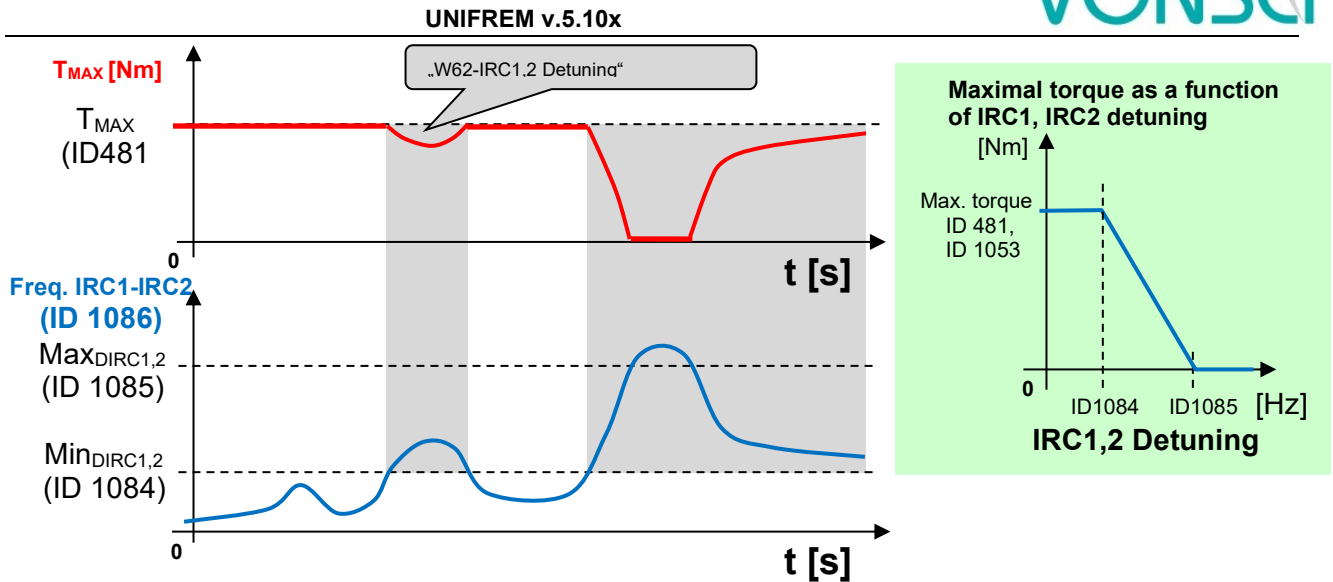 UNIFREM v.5.10x
VONSCH
TMAX [Nm]
„W62-IRC1,2 Detuning“
TMAX
(ID481
0
t [s]
Freq. IRC1-IRC2
(ID 1086)
MaxDIRC1,2
(ID 1085)
MinDIRC1,2
(ID 1084)
0
t [s]
Maximal torque as a function
of IRC1, IRC2 detuning
[Nm]
Max. torque
ID 481,
ID 1053
0
ID1084 ID1085 [Hz]
IRC1,2 Detuning